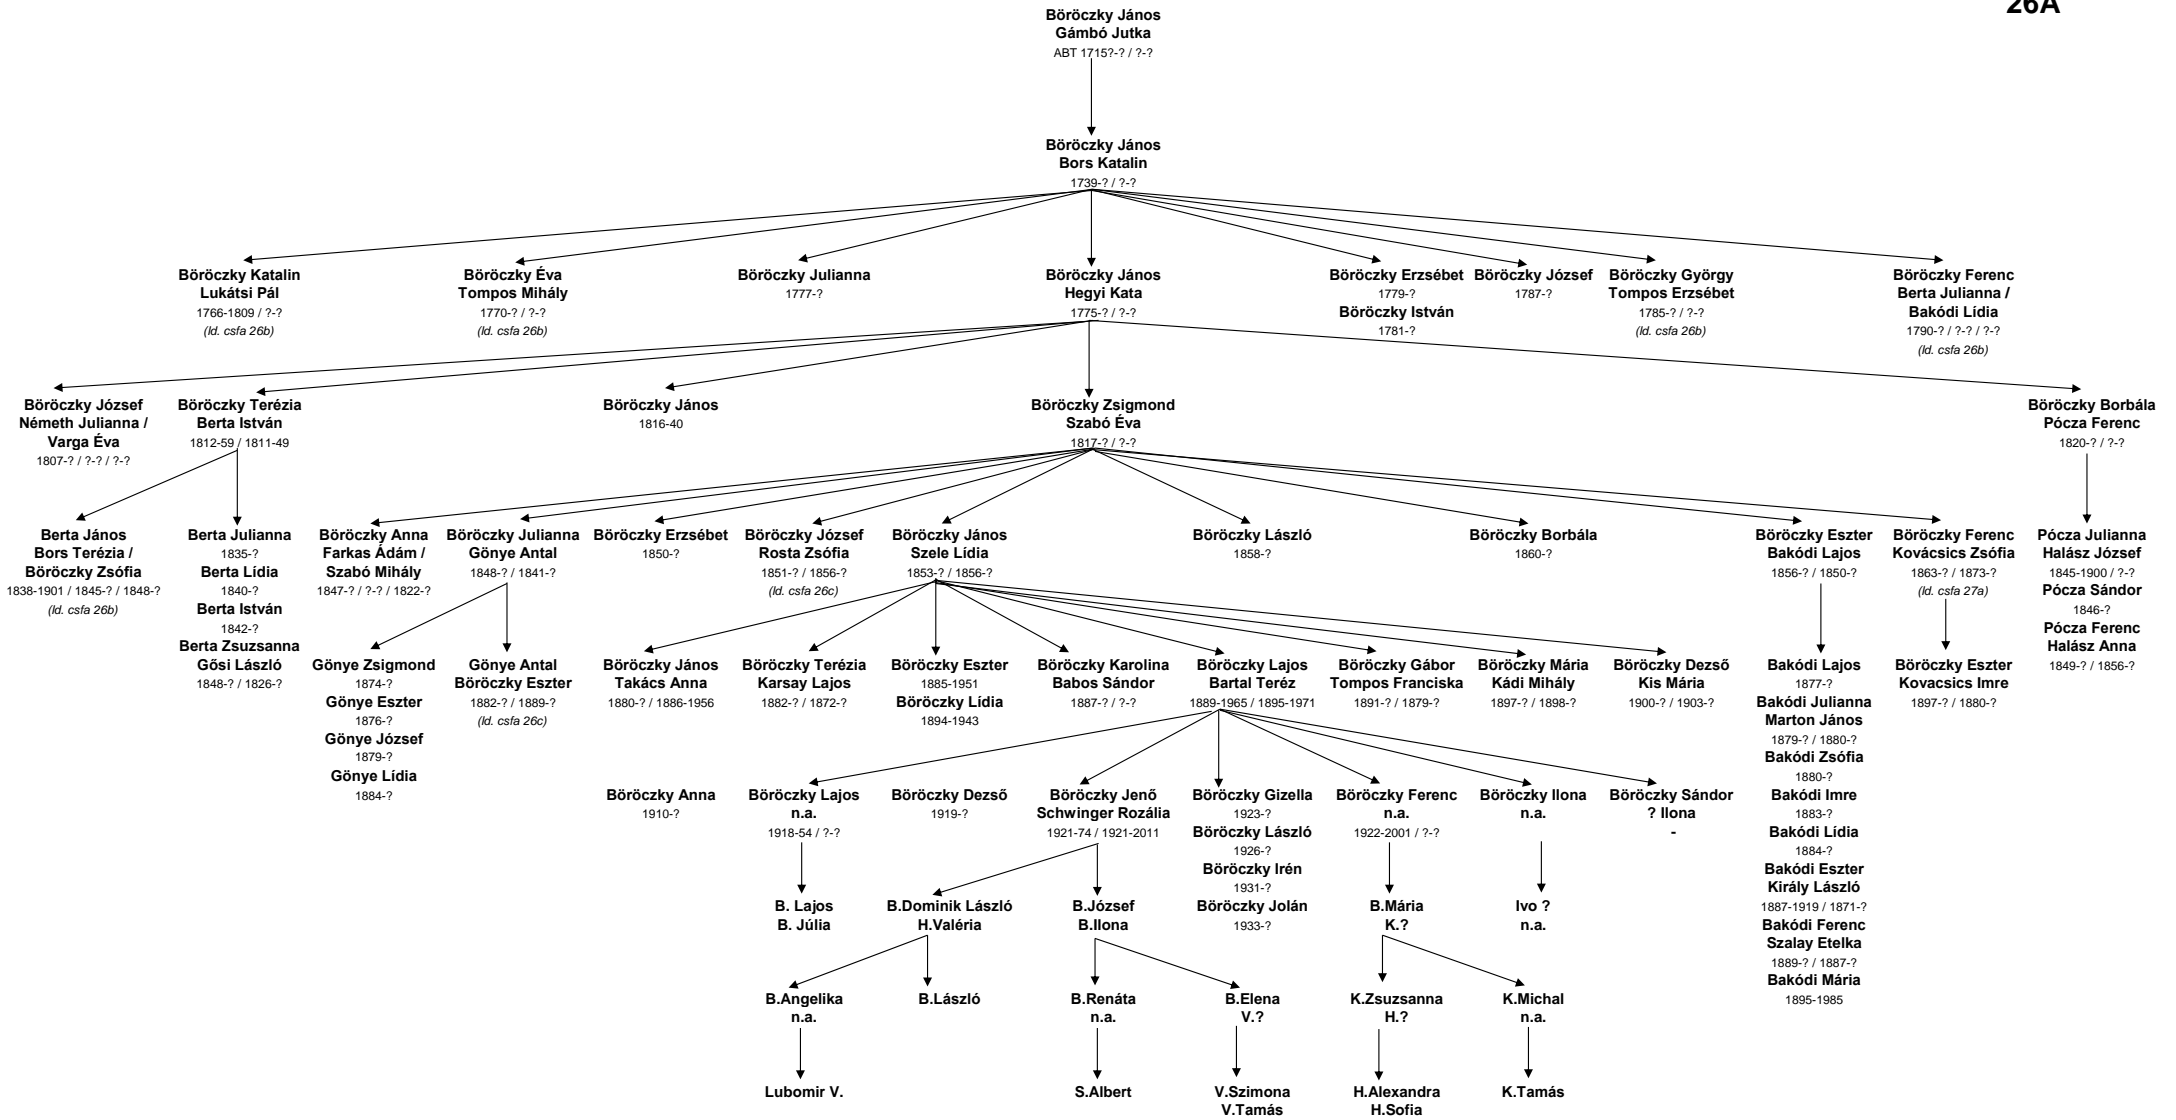 26A
Böröczky János
Gámbó Jutka
ABT 1715?-? / ?-?
Böröczky János
Bors Katalin
1739-? / ?-?
Böröczky Katalin
Lukátsi Pál
1766-1809 / ?-?
(ld. csfa 26b)
Böröczky Éva
Tompos Mihály
1770-? / ?-?
(ld. csfa 26b)
Böröczky Julianna
1777-?
Böröczky János
Hegyi Kata
1775-? / ?-?
Böröczky Erzsébet
1779-?
Böröczky István
1781-?
Böröczky József
1787-?
Böröczky György
Tompos Erzsébet
1785-? / ?-?
(ld. csfa 26b)
Böröczky Ferenc
Berta Julianna /
Bakódi Lídia
1790-? / ?-? / ?-?
(ld. csfa 26b)
Böröczky József
Németh Julianna /
Varga Éva
1807-? / ?-? / ?-?
Böröczky Terézia
Berta István
1812-59 / 1811-49
Böröczky János
1816-40
Böröczky Zsigmond
Szabó Éva
1817-? / ?-?
Böröczky Borbála
Pócza Ferenc
1820-? / ?-?
Berta János
Bors Terézia /
Böröczky Zsófia
1838-1901 / 1845-? / 1848-?
(ld. csfa 26b)
Berta Julianna
1835-?
Berta Lídia
1840-?
Berta István
1842-?
Berta Zsuzsanna
Gősi László
1848-? / 1826-?
Böröczky Anna
Farkas Ádám /
Szabó Mihály
1847-? / ?-? / 1822-?
Böröczky Julianna
Gönye Antal
1848-? / 1841-?
Böröczky Erzsébet
1850-?
Böröczky József
Rosta Zsófia
1851-? / 1856-?
(ld. csfa 26c)
Böröczky János
Szele Lídia
1853-? / 1856-?
Böröczky László
1858-?
Böröczky Borbála
1860-?
Böröczky Eszter
Bakódi Lajos
1856-? / 1850-?
Böröczky Ferenc
Kovácsics Zsófia
1863-? / 1873-?
(ld. csfa 27a)
Pócza Julianna
Halász József
1845-1900 / ?-?
Pócza Sándor
1846-?
Pócza Ferenc
Halász Anna
1849-? / 1856-?
Gönye Zsigmond
1874-?
Gönye Eszter
1876-?
Gönye József
1879-?
Gönye Lídia
1884-?
Gönye Antal
Böröczky Eszter
1882-? / 1889-?
(ld. csfa 26c)
Böröczky János
Takács Anna
1880-? / 1886-1956
Böröczky Terézia
Karsay Lajos
1882-? / 1872-?
Böröczky Eszter
1885-1951
Böröczky Lídia
1894-1943
Böröczky Karolina
Babos Sándor
1887-? / ?-?
Böröczky Lajos
Bartal Teréz
1889-1965 / 1895-1971
Böröczky Gábor
Tompos Franciska
1891-? / 1879-?
Böröczky Mária
Kádi Mihály
1897-? / 1898-?
Böröczky Dezső
Kis Mária
1900-? / 1903-?
Bakódi Lajos
1877-?
Bakódi Julianna
Marton János
1879-? / 1880-?
Bakódi Zsófia
1880-?
Bakódi Imre
1883-?
Bakódi Lídia
1884-?
Bakódi Eszter
Király László
1887-1919 / 1871-?
Bakódi Ferenc
Szalay Etelka
1889-? / 1887-?
Bakódi Mária
1895-1985
Böröczky Eszter
Kovacsics Imre
1897-? / 1880-?
Böröczky Anna
1910-?
Böröczky Lajos
n.a.
1918-54 / ?-?
Böröczky Dezső
1919-?
Böröczky Jenő
Schwinger Rozália
1921-74 / 1921-2011
Böröczky Gizella
1923-?
Böröczky László
1926-?
Böröczky Irén
1931-?
Böröczky Jolán
1933-?
Böröczky Ferenc
n.a.
1922-2001 / ?-?
Böröczky Ilona
n.a.
Böröczky Sándor
? Ilona
-
B. Lajos
B. Júlia
B.Dominik László
H.Valéria
B.József
B.Ilona
B.Mária
K.?
Ivo ?
n.a.
B.Angelika
n.a.
B.László
B.Renáta
n.a.
B.Elena
V.?
K.Zsuzsanna
H.?
K.Michal
n.a.
Lubomir V.
S.Albert
V.Szimona
V.Tamás
H.Alexandra
H.Sofia
K.Tamás